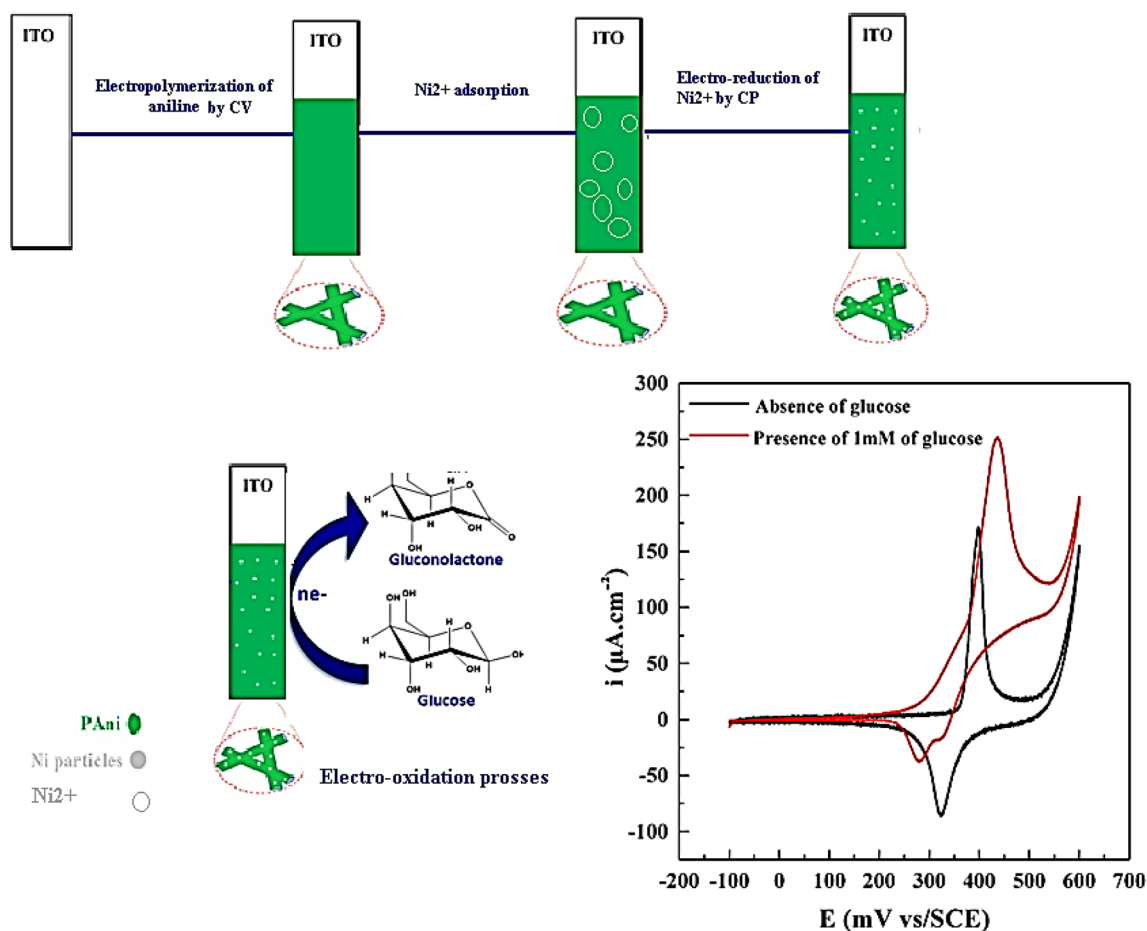 ITO
ITO
ITO
ITO
Electropolymerization of
aniline by CV
Ni2+ adsorption
Electro-reduction of
Ni2+ by CP
ITO
H
O
H
H
OH
OH
O
Gluconolactone
ne-
OH
OH
H
H
O
H
H
OH
OH
H
Glucose
PAni
Ni particles
Ni2+
Electro-oxidation prosses
Absence of glucose
Presence of 1mM of glucose
i (µA.cm⁻²)
300
250
200
150
100
50
0
-50
-100
-200
-100
0
100
200
300
400
500
600
700
E (mV vs/SCE)